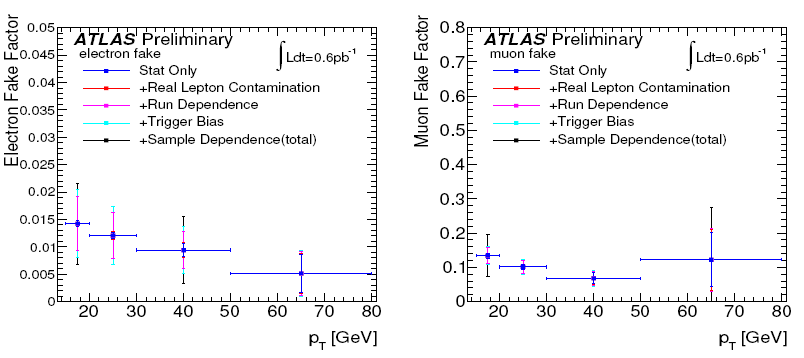 Electron Fake Factor
0.05
0.045
0.04
0.035
0.03
0.025
0.02
0.015
0.01
0.005
0
ATLAS Preliminary
electron fake
∫ Ldt=0.6pb⁻¹
Stat Only
+Real Lepton Contamination
+Run Dependence
+Trigger Bias
+Sample Dependence(total)
20 30 40 50 60 70 80
p_T [GeV]
Muon Fake Factor
0.8
0.7
0.6
0.5
0.4
0.3
0.2
0.1
0
ATLAS Preliminary
muon fake
∫ Ldt=0.6pb⁻¹
Stat Only
+Real Lepton Contamination
+Run Dependence
+Trigger Bias
+Sample Dependence(total)
20 30 40 50 60 70 80
p_T [GeV]